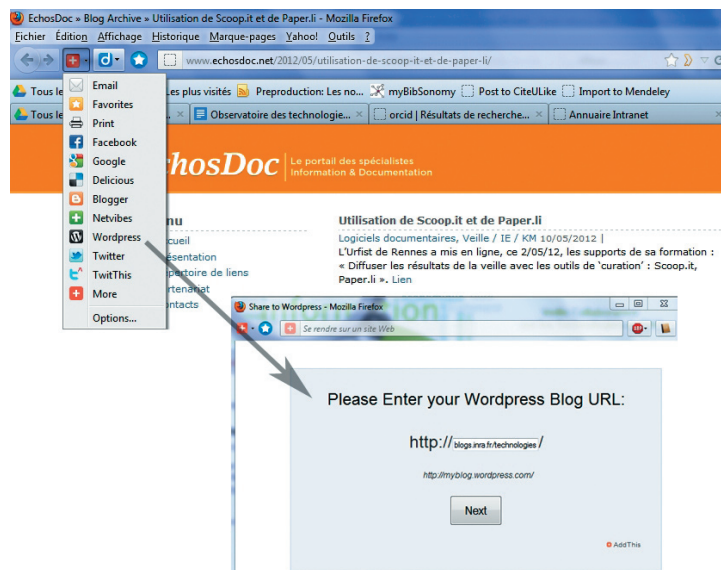 EchosDoc » Blog Archive » Utilisation de Scoop.it et de Paper.li - Mozilla Firefox
Fichier Édition Affichage Historique Marque-pages Yahoo! Outils ?
www.echosdoc.net/2012/05/utilisation-de-scoop-it-et-de-paper-li/
Tous le
Les plus visités Preproduction: Les no... myBibSonomy Post to CiteULike Import to Mendeley
Tous le
Observatoire des technologie... orcid | Résultats de recherche... Annuaire Intranet
Email
Favorites
Print
Facebook
Google
Delicious
Blogger
Netvibes
Wordpress
Twitter
TwitThis
More
Options...
hosDoc
Le portail des spécialistes
Information & Documentation
nu
cueil
ésentation
pertoire de liens
rtenariat
ntacts
Utilisation de Scoop.it et de Paper.li
Logiciels documentaires, Veille / IE / KM 10/05/2012 |
L'Urfist de Rennes a mis en ligne, ce 2/05/12, les supports de sa formation :
« Diffuser les résultats de la veille avec les outils de 'curation' : Scoop.it,
Paper.li ». Lien
Share to Wordpress - Mozilla Firefox
Se rendre sur un site Web
Please Enter your Wordpress Blog URL:
http://blogs.inra.fr/technologies/
http://myblog.wordpress.com/
Next
AddThis